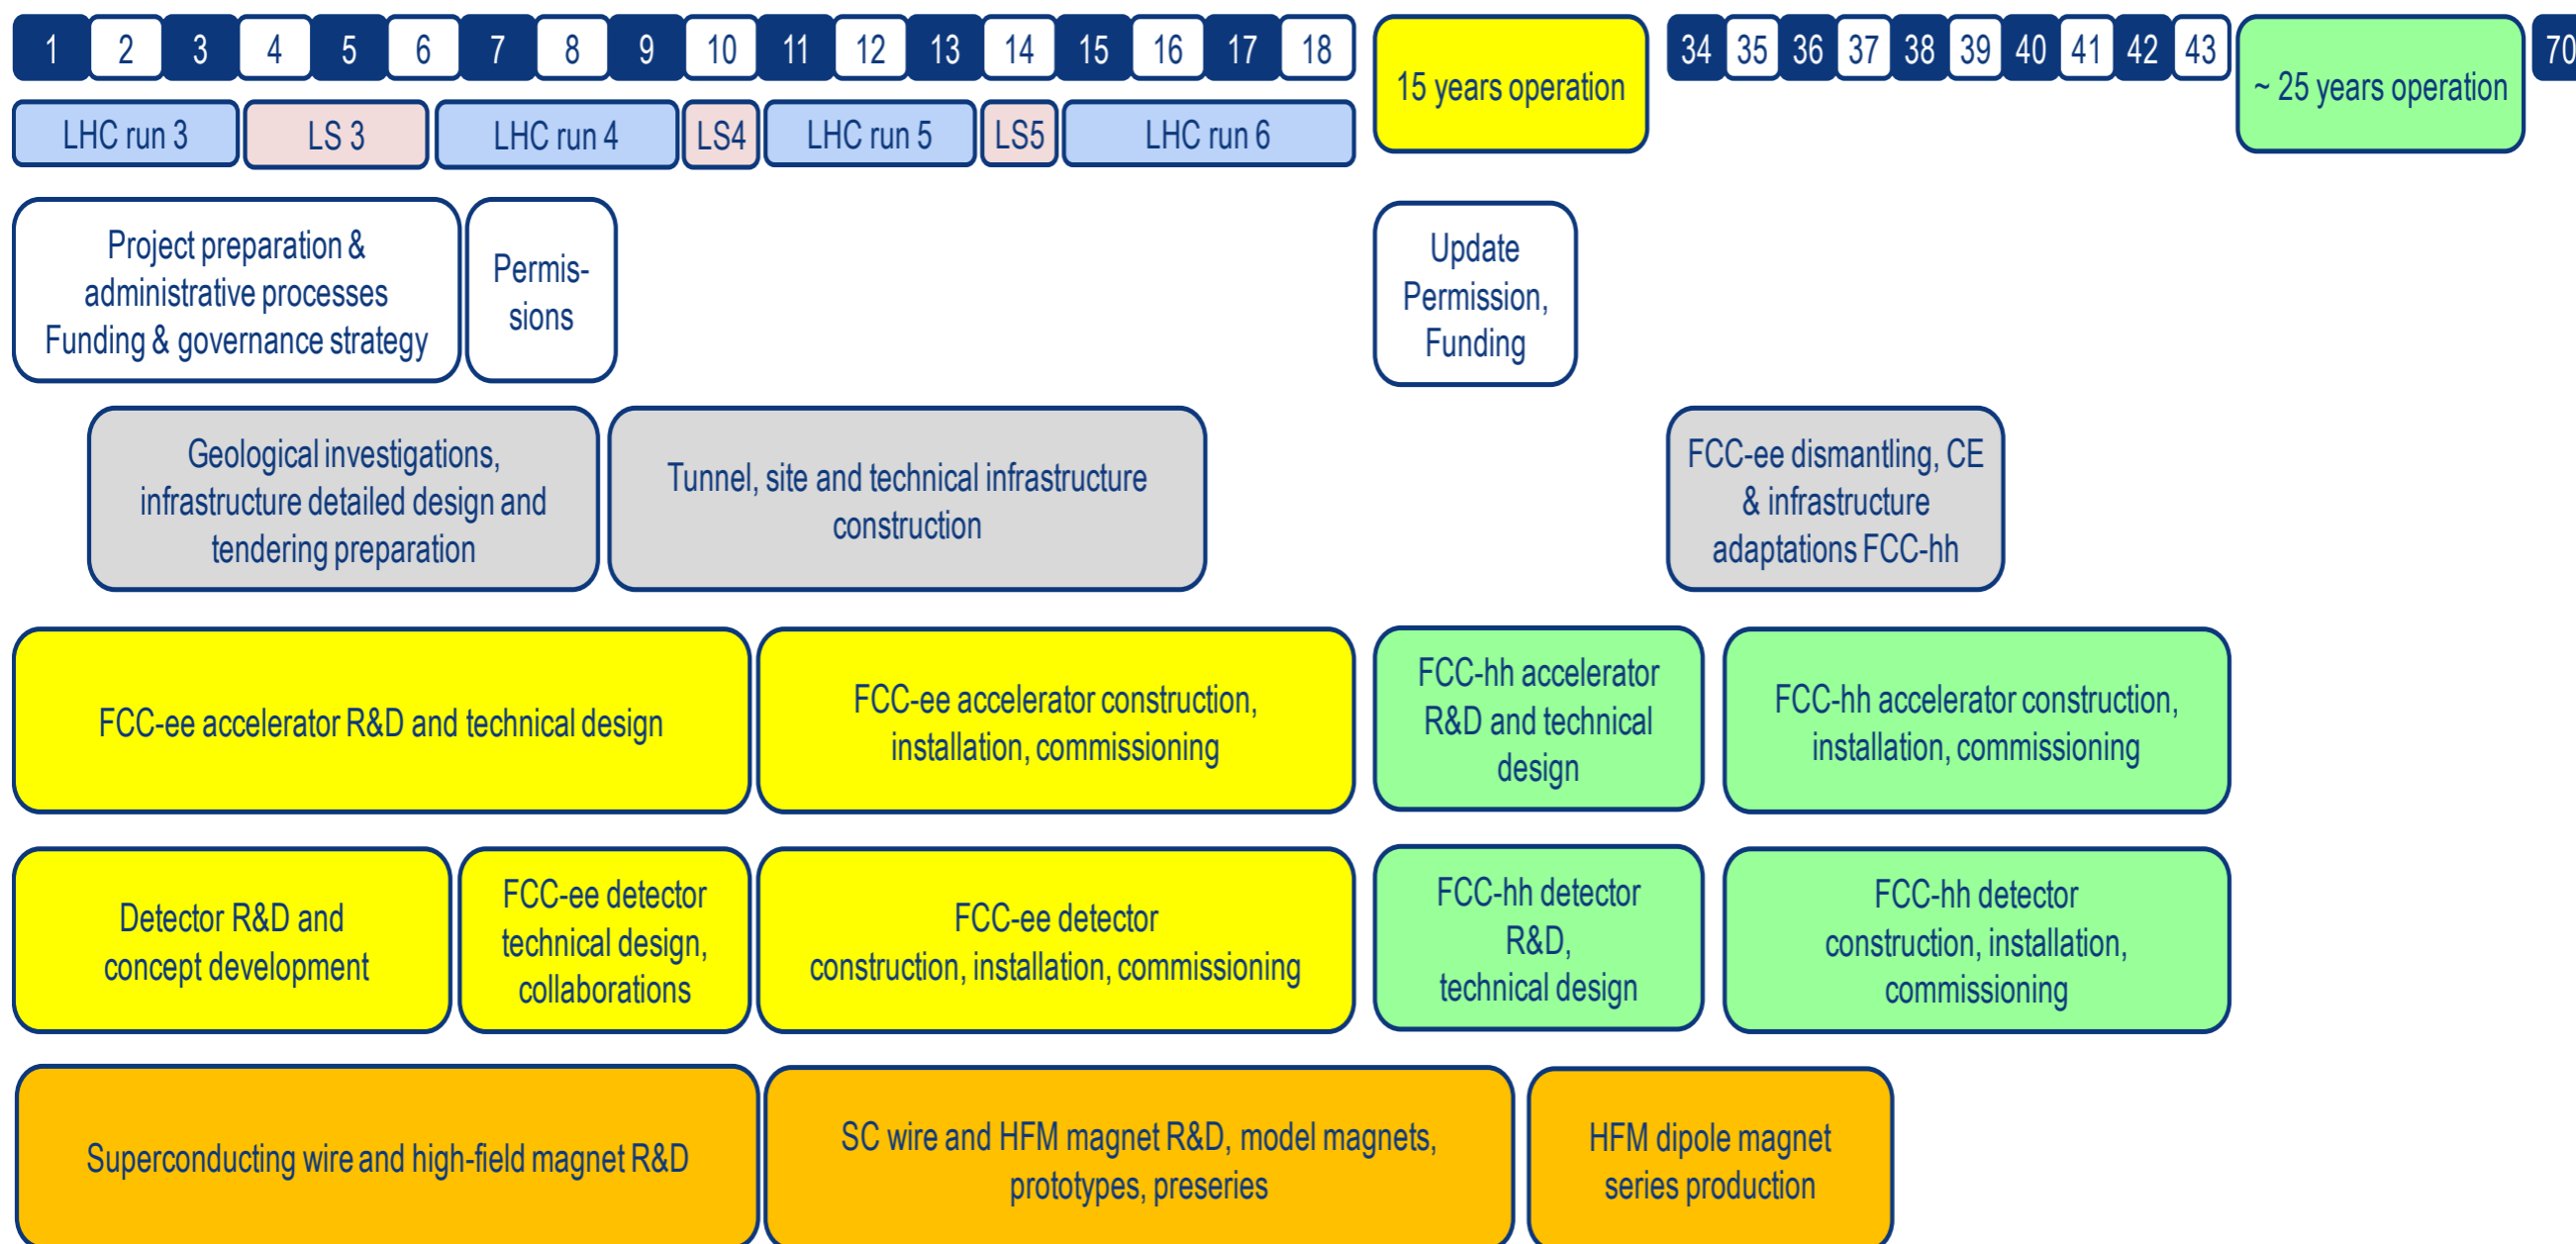 1 2 3 4 5 6 7 8 9 10 11 12 13 14 15 16 17 18
15 years operation
34 35 36 37 38 39 40 41 42 43
~ 25 years operation
70
LHC run 3
LS 3
LHC run 4
LS4
LHC run 5
LS5
LHC run 6
Project preparation &
administrative processes
Funding & governance strategy
Permis-
sions
Update
Permission,
Funding
Geological investigations,
infrastructure detailed design and
tendering preparation
Tunnel, site and technical infrastructure
construction
FCC-ee dismantling, CE
& infrastructure
adaptations FCC-hh
FCC-ee accelerator R&D and technical design
FCC-ee accelerator construction,
installation, commissioning
FCC-hh accelerator
R&D and technical
design
FCC-hh accelerator construction,
installation, commissioning
Detector R&D and
concept development
FCC-ee detector
technical design,
collaborations
FCC-ee detector
construction, installation, commissioning
FCC-hh detector
R&D,
technical design
FCC-hh detector
construction, installation,
commissioning
Superconducting wire and high-field magnet R&D
SC wire and HFM magnet R&D, model magnets,
prototypes, preseries
HFM dipole magnet
series production